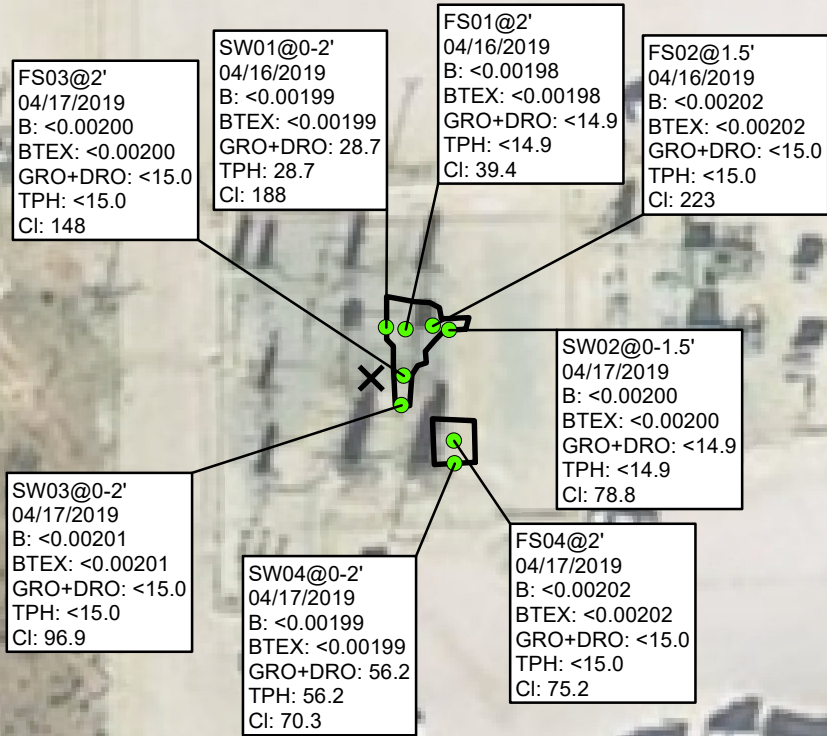 FS03@2'
04/17/2019
B: <0.00200
BTEX: <0.00200
GRO+DRO: <15.0
TPH: <15.0
Cl: 148
SW01@0-2'
04/16/2019
B: <0.00199
BTEX: <0.00199
GRO+DRO: 28.7
TPH: 28.7
Cl: 188
FS01@2'
04/16/2019
B: <0.00198
BTEX: <0.00198
GRO+DRO: <14.9
TPH: <14.9
Cl: 39.4
FS02@1.5'
04/16/2019
B: <0.00202
BTEX: <0.00202
GRO+DRO: <15.0
TPH: <15.0
Cl: 223
SW02@0-1.5'
04/17/2019
B: <0.00200
BTEX: <0.00200
GRO+DRO: <14.9
TPH: <14.9
Cl: 78.8
SW03@0-2'
04/17/2019
B: <0.00201
BTEX: <0.00201
GRO+DRO: <15.0
TPH: <15.0
Cl: 96.9
SW04@0-2'
04/17/2019
B: <0.00199
BTEX: <0.00199
GRO+DRO: 56.2
TPH: 56.2
Cl: 70.3
FS04@2'
04/17/2019
B: <0.00202
BTEX: <0.00202
GRO+DRO: <15.0
TPH: <15.0
Cl: 75.2